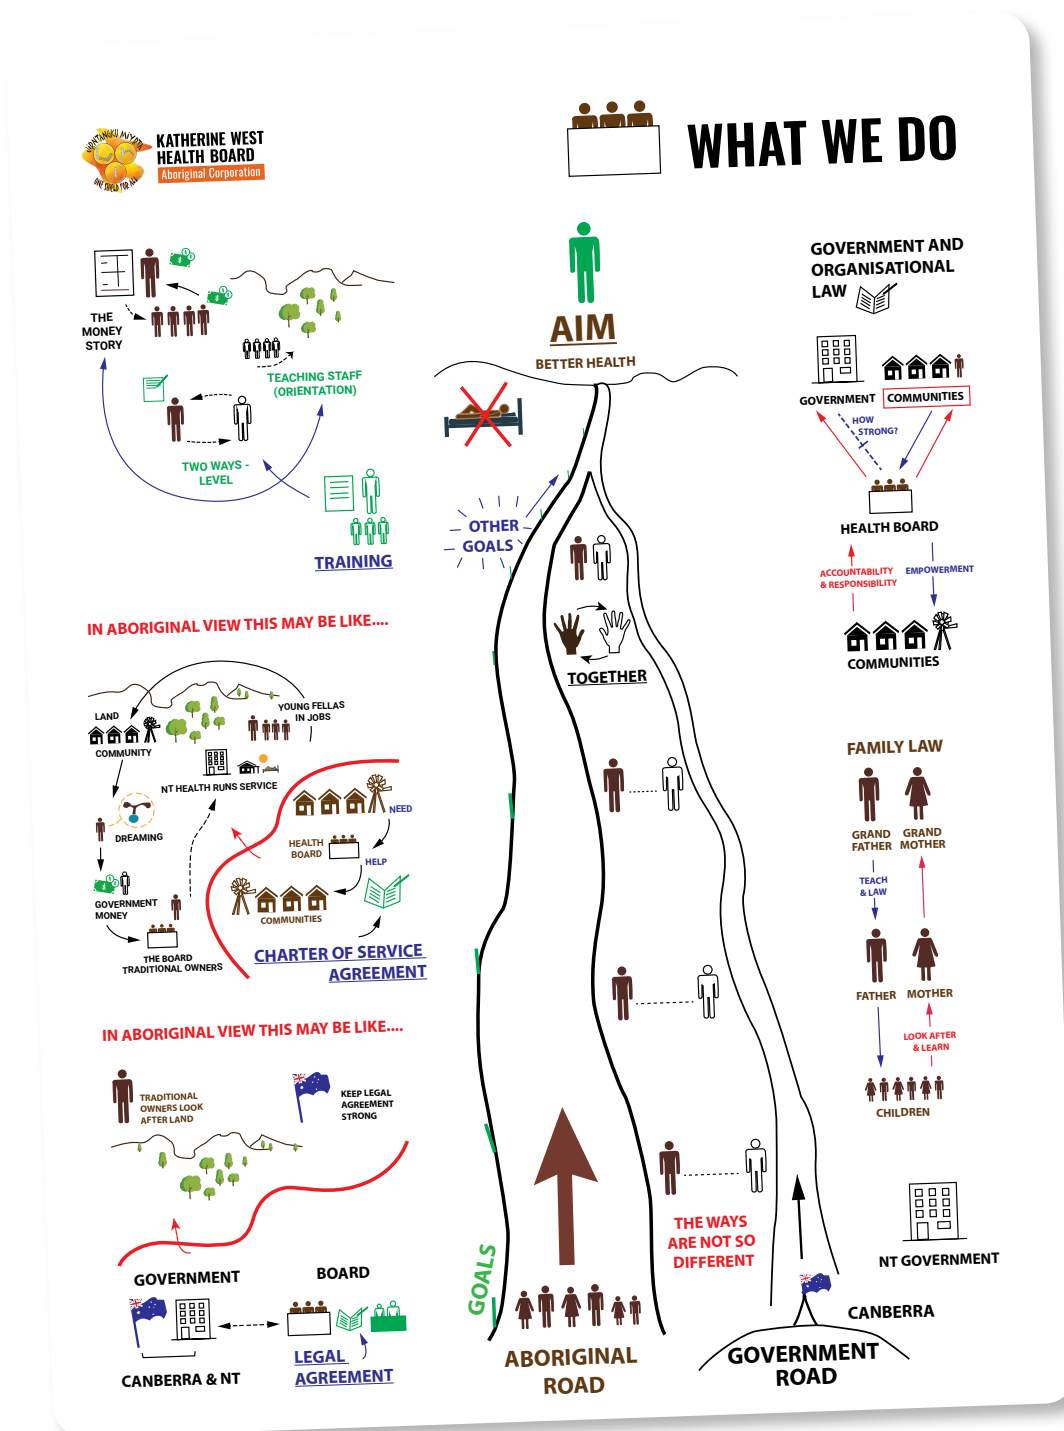 WONTANGKU MIYRTA
ONE SHIELD FOR ALL
KATHERINE WEST
HEALTH BOARD
Aboriginal Corporation
WHAT WE DO
THE
MONEY
STORY
TEACHING STAFF
(ORIENTATION)
TWO WAYS -
LEVEL
TRAINING
AIM
BETTER HEALTH
OTHER
GOALS
TOGETHER
GOVERNMENT AND
ORGANISATIONAL
LAW
GOVERNMENT
COMMUNITIES
HOW
STRONG?
HEALTH BOARD
ACCOUNTABILITY
& RESPONSIBILITY
EMPOWERMENT
COMMUNITIES
IN ABORIGINAL VIEW THIS MAY BE LIKE....
LAND
COMMUNITY
YOUNG FELLAS
IN JOBS
NT HEALTH RUNS SERVICE
DREAMING
GOVERNMENT
MONEY
THE BOARD
TRADITIONAL OWNERS
NEED
HEALTH
BOARD
HELP
COMMUNITIES
CHARTER OF SERVICE
AGREEMENT
FAMILY LAW
GRAND
FATHER
GRAND
MOTHER
TEACH
& LAW
FATHER
MOTHER
LOOK AFTER
& LEARN
CHILDREN
IN ABORIGINAL VIEW THIS MAY BE LIKE....
TRADITIONAL
OWNERS LOOK
AFTER LAND
KEEP LEGAL
AGREEMENT
STRONG
GOVERNMENT
BOARD
CANBERRA & NT
LEGAL
AGREEMENT
GOALS
ABORIGINAL
ROAD
THE WAYS
ARE NOT SO
DIFFERENT
NT GOVERNMENT
CANBERRA
GOVERNMENT
ROAD